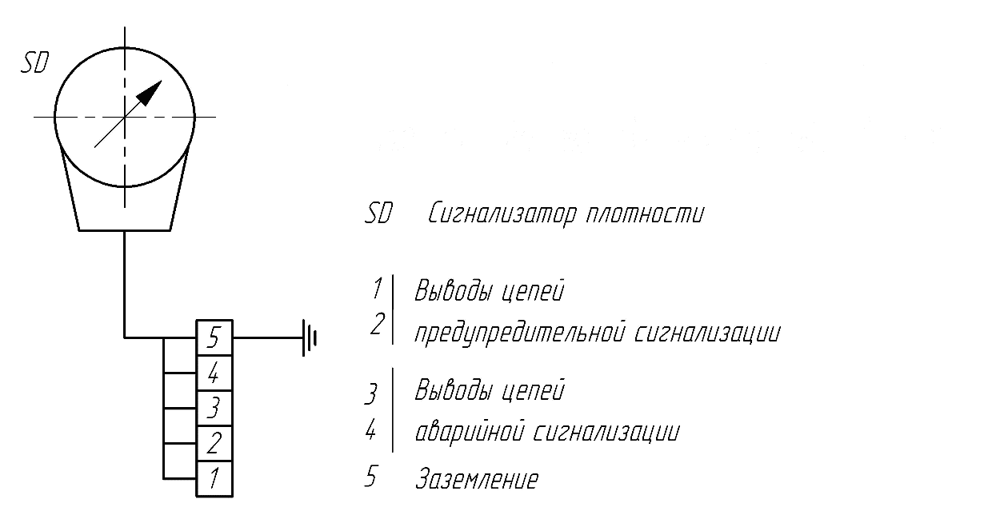 SD
SD Сигнализатор плотности
1 Выводы цепей
2 предупредительной сигнализации
3 Выводы цепей
4 аварийной сигнализации
5 Заземление
5
4
3
2
1